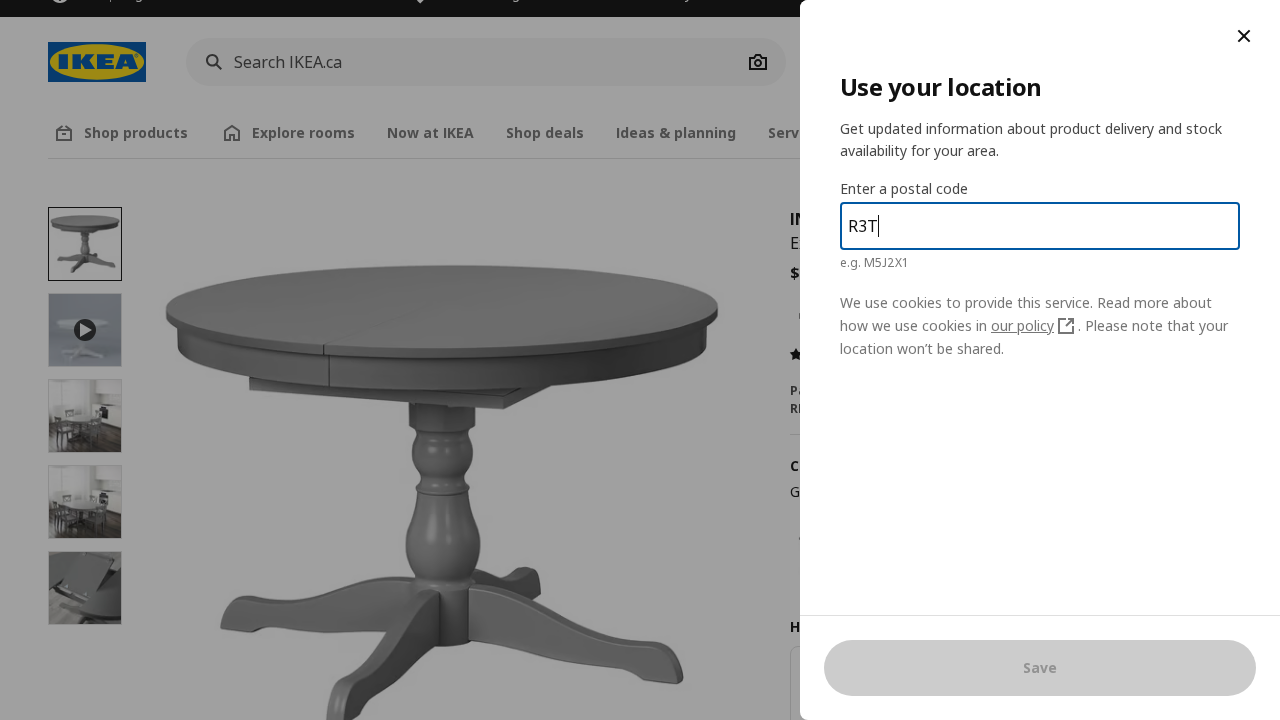 IKEA
Search IKEA.ca
Shop products
Explore rooms
Now at IKEA
Shop deals
Ideas & planning
Serv
$
Use your location
Get updated information about product delivery and stock
availability for your area.
Enter a postal code
R3T
e.g. M5J2X1
We use cookies to provide this service. Read more about
how we use cookies in our policy . Please note that your
location won’t be shared.
Save